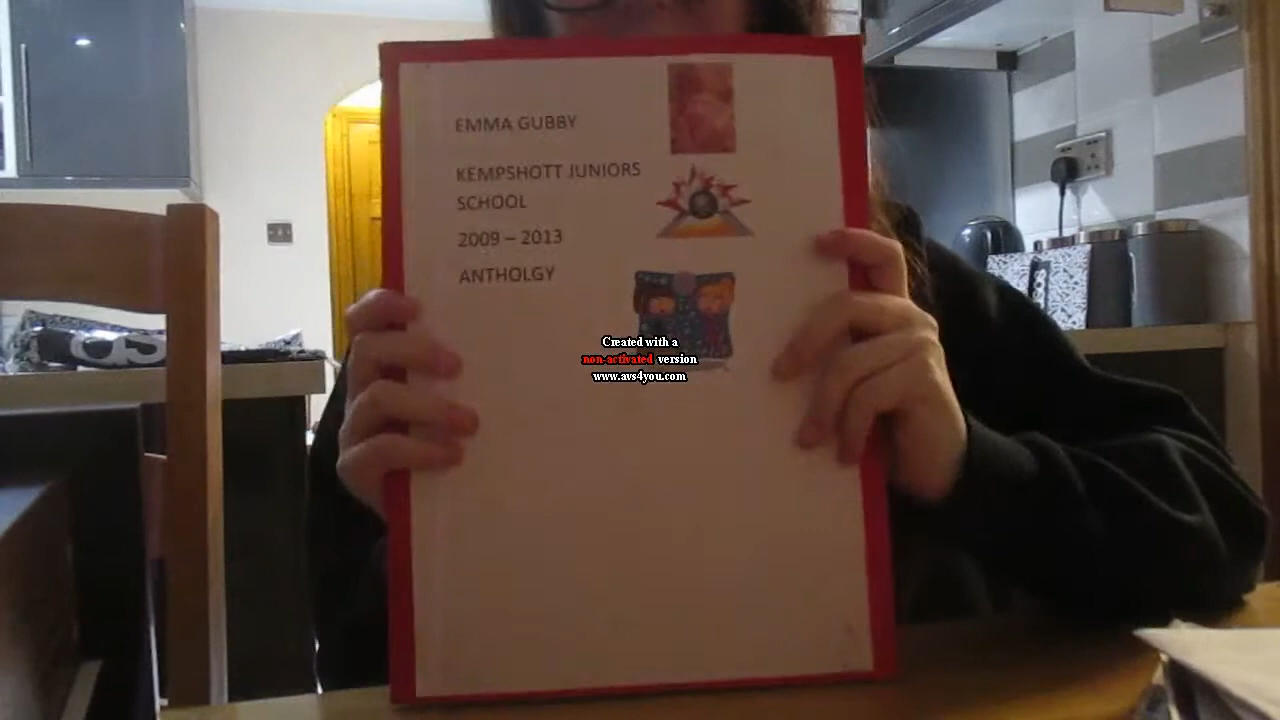 EMMA GUBBY
KEMPSHOTT JUNIORS
SCHOOL
2009 – 2013
ANTHOLGY
Created with a
non-activated version
www.avs4you.com